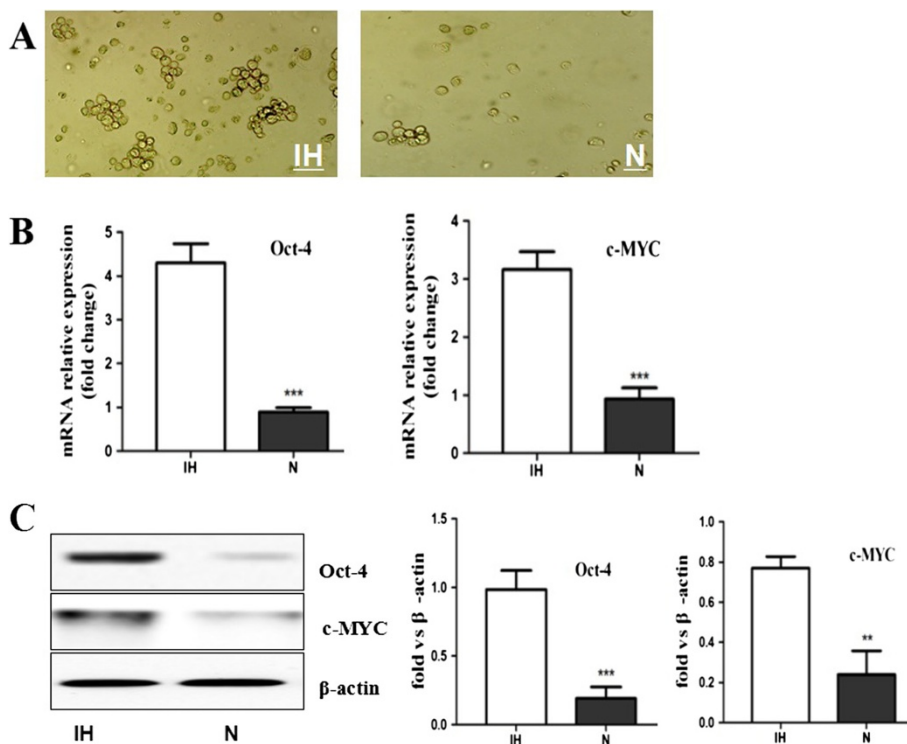 A
IH
N
B
mRNA relative expression
(fold change)
5
4
3
2
1
0
Oct-4
***
IH
N
mRNA relative expression
(fold change)
4
3
2
1
0
c-MYC
***
IH
N
C
Oct-4
c-MYC
β-actin
IH
N
fold vs β -actin
1.5
1.0
0.5
0.0
Oct-4
***
IH
N
fold vs β -actin
0.8
0.6
0.4
0.2
0.0
c-MYC
**
IH
N